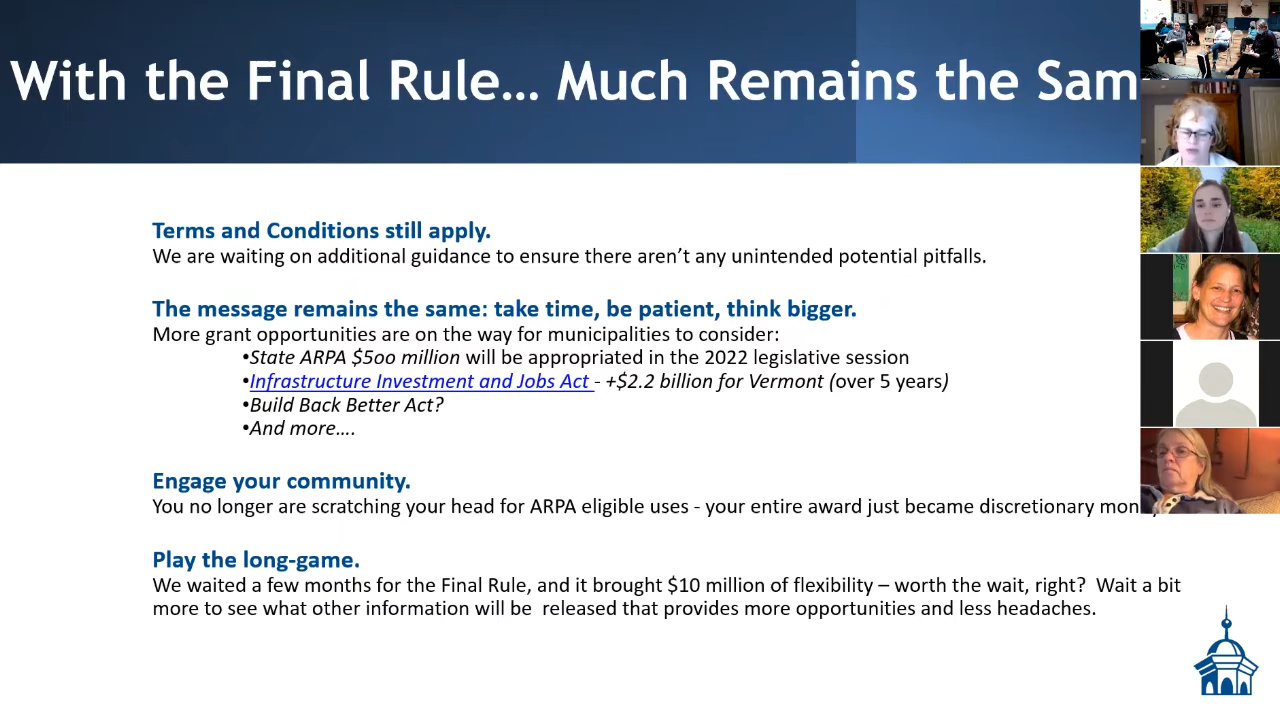 With the Final Rule… Much Remains the Sam
Terms and Conditions still apply.
We are waiting on additional guidance to ensure there aren’t any unintended potential pitfalls.
The message remains the same: take time, be patient, think bigger.
More grant opportunities are on the way for municipalities to consider:
•State ARPA $500 million will be appropriated in the 2022 legislative session
•Infrastructure Investment and Jobs Act - +$2.2 billion for Vermont (over 5 years)
•Build Back Better Act?
•And more….
Engage your community.
You no longer are scratching your head for ARPA eligible uses - your entire award just became discretionary money
Play the long-game.
We waited a few months for the Final Rule, and it brought $10 million of flexibility – worth the wait, right?  Wait a bit
more to see what other information will be  released that provides more opportunities and less headaches.